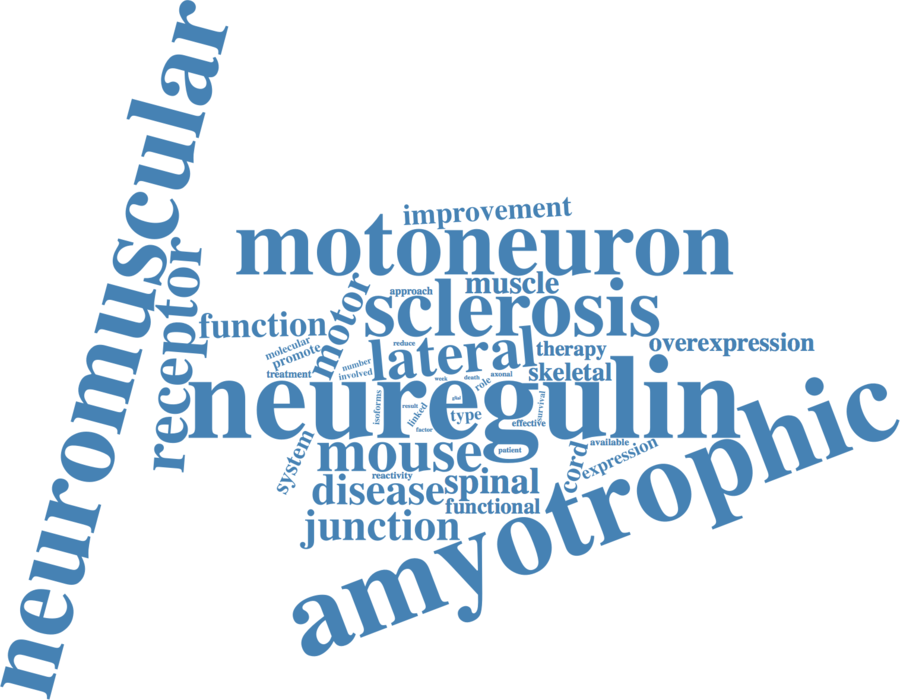 neuromuscular
improvement
motoneuron
receptor
muscle
approach
motor
sclerosis
function
overexpression
molecular
promote
reduce
lateral
therapy
number
involved
treatment
skeletal
work
death
axonal
role
neuregulin
glial
isoforms
result
linked
type
survival
effective
factor
amyotrophic
mouse
patient
system
cord
available
expression
reactivity
disease
spinal
functional
junction